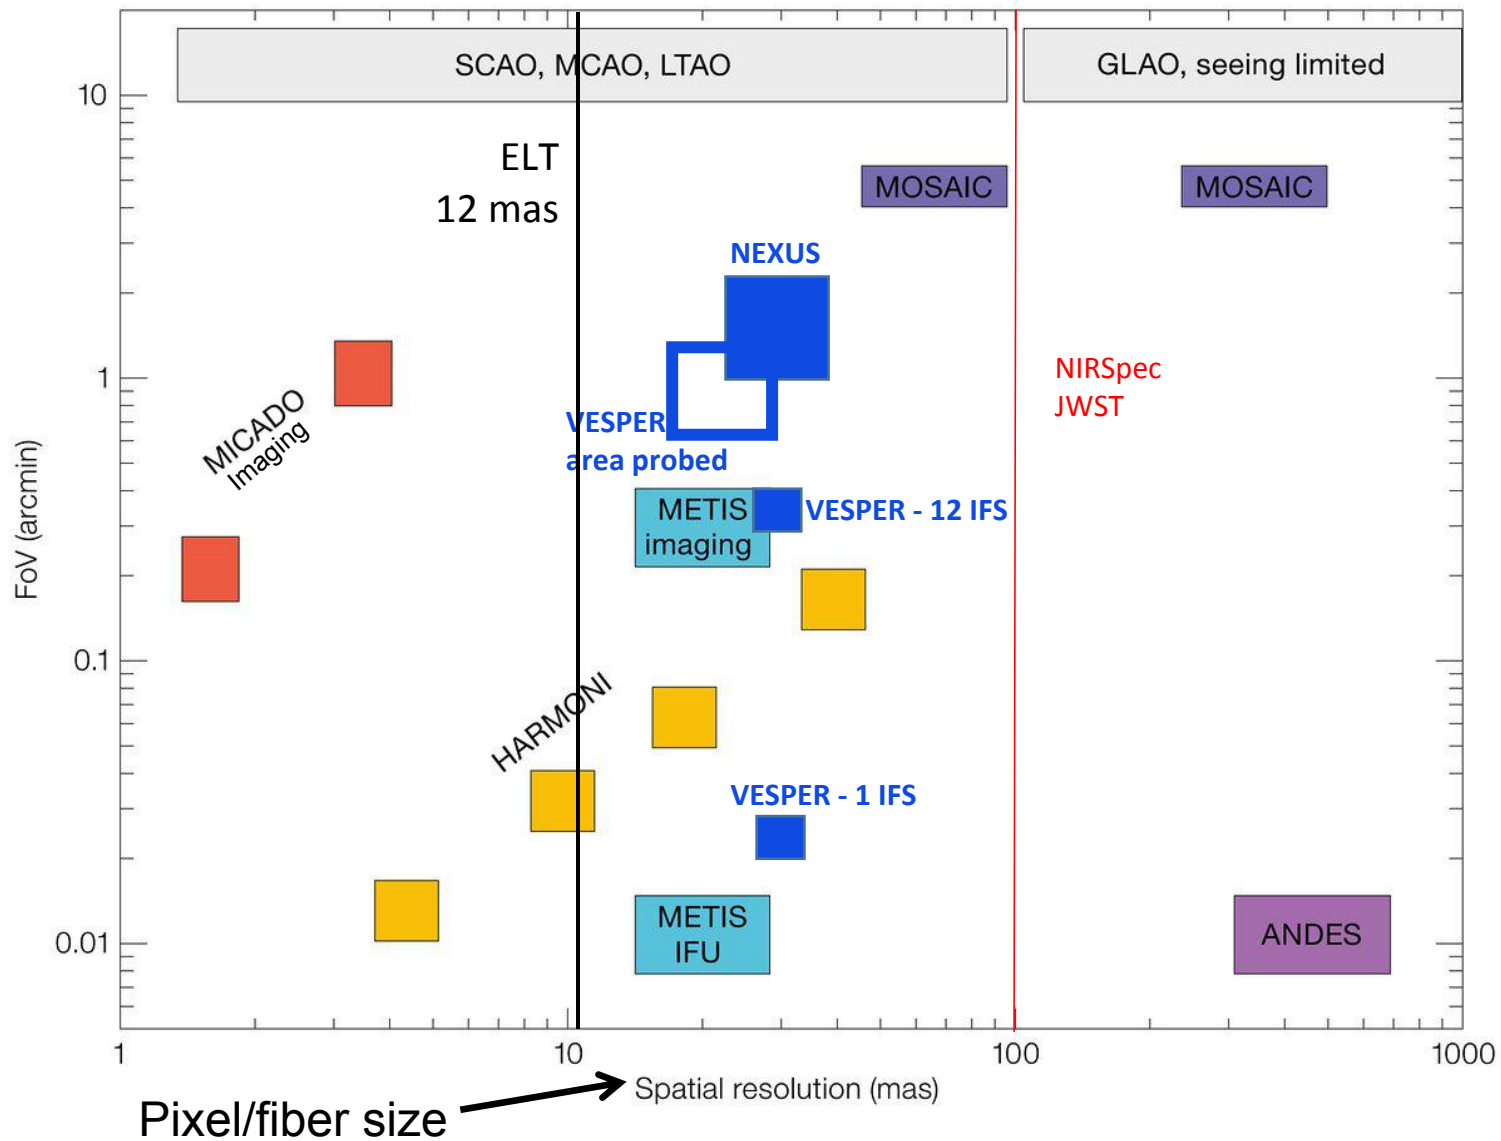 SCAO, MCAO, LTAO
GLAO, seeing limited
10
ELT
12 mas
MOSAIC
MOSAIC
NEXUS
1
NIRSpec
JWST
MICADO
Imaging
VESPER
area probed
FoV (arcmin)
METIS
imaging
VESPER - 12 IFS
0.1
HARMONI
VESPER - 1 IFS
METIS
IFU
ANDES
0.01
1
10
100
1000
Spatial resolution (mas)
Pixel/fiber size